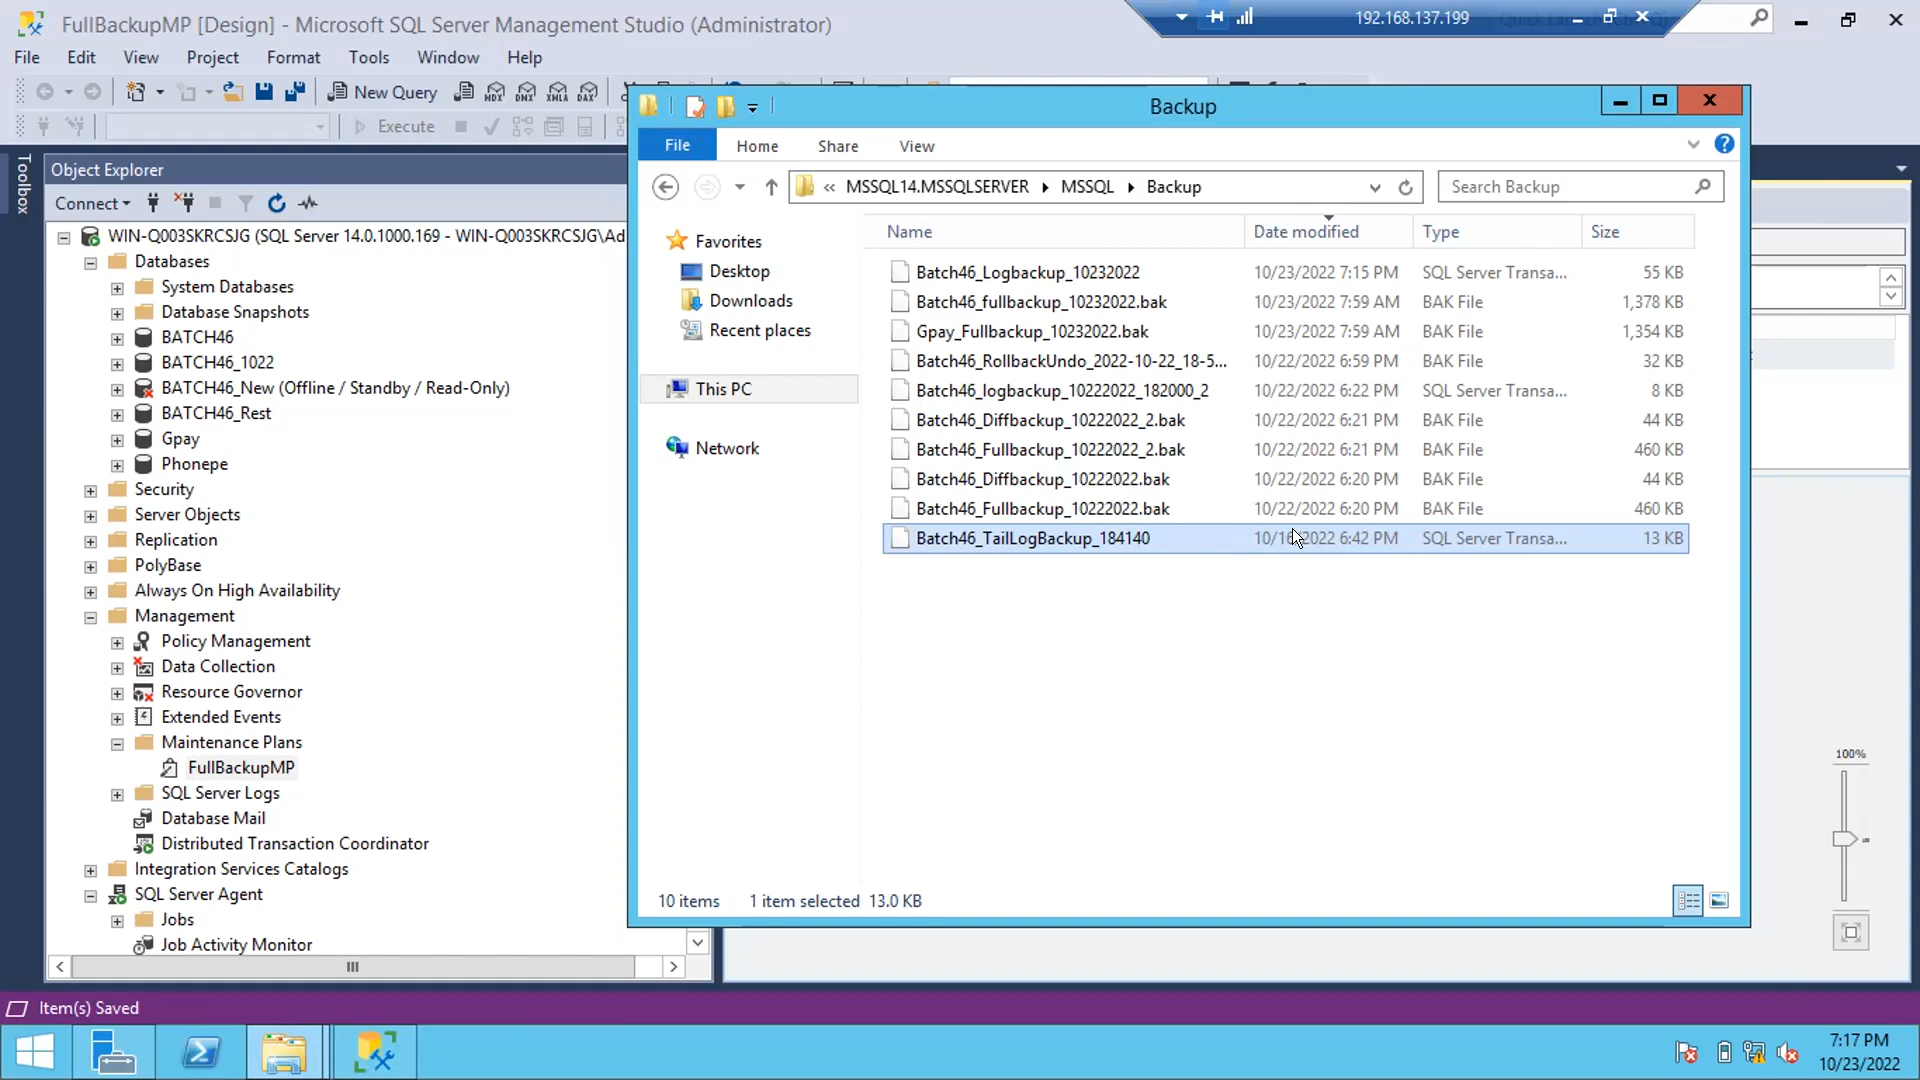 FullBackupMP [Design] - Microsoft SQL Server Management Studio (Administrator)
192.168.137.199
File Edit View Project Format Tools Window Help
New Query MDX DMX XMLA DAX
Execute
Toolbox
Object Explorer
Connect
WIN-Q003SKRCSJG (SQL Server 14.0.1000.169 - WIN-Q003SKRCSJG\Ad
Databases
System Databases
Database Snapshots
BATCH46
BATCH46_1022
BATCH46_New (Offline / Standby / Read-Only)
BATCH46_Rest
Gpay
Phonepe
Security
Server Objects
Replication
PolyBase
Always On High Availability
Management
Policy Management
Data Collection
Resource Governor
Extended Events
Maintenance Plans
FullBackupMP
SQL Server Logs
Database Mail
Distributed Transaction Coordinator
Integration Services Catalogs
SQL Server Agent
Jobs
Job Activity Monitor
Backup
File Home Share View
« MSSQL14.MSSQLSERVER MSSQL Backup
Search Backup
Favorites
Desktop
Downloads
Recent places
This PC
Network
Name Date modified Type Size
Batch46_Logbackup_10232022 10/23/2022 7:15 PM SQL Server Transa... 55 KB
Batch46_fullbackup_10232022.bak 10/23/2022 7:59 AM BAK File 1,378 KB
Gpay_Fullbackup_10232022.bak 10/23/2022 7:59 AM BAK File 1,354 KB
Batch46_RollbackUndo_2022-10-22_18-5... 10/22/2022 6:59 PM BAK File 32 KB
Batch46_logbackup_10222022_182000_2 10/22/2022 6:22 PM SQL Server Transa... 8 KB
Batch46_Diffbackup_10222022_2.bak 10/22/2022 6:21 PM BAK File 44 KB
Batch46_Fullbackup_10222022_2.bak 10/22/2022 6:21 PM BAK File 460 KB
Batch46_Diffbackup_10222022.bak 10/22/2022 6:20 PM BAK File 44 KB
Batch46_Fullbackup_10222022.bak 10/22/2022 6:20 PM BAK File 460 KB
Batch46_TailLogBackup_184140 6:42 PM SQL Server Transa... 13 KB
10 items 1 item selected 13.0 KB
100%
Item(s) Saved
7:17 PM
10/23/2022